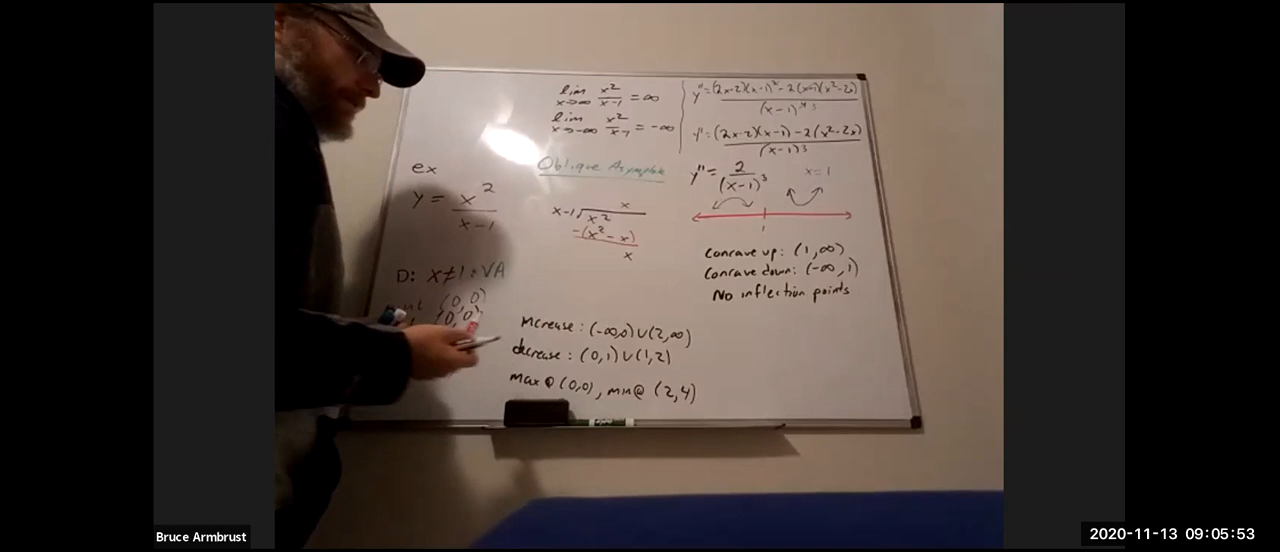 lim x→∞ x²/(x-1) = ∞
lim x→-∞ x²/(x-1) = -∞
y" = ((2x-2)(x-1)² - 2(x-1)(x²-2x))/(x-1)⁴ ³
y" = ((2x-2)(x-1) - 2(x²-2x))/(x-1)³
y" = 2/(x-1)³ x=1
1
Concave up: (1,∞)
Concave down: (-∞,1)
No inflection points
ex
y = x²/(x-1)
D: x≠1: VA
(0,0)
(0,0)
Oblique Asymptote
x
x-1 x²
-(x²-x)
x
increase: (-∞,0)∪(2,∞)
decrease: (0,1)∪(1,2)
max @ (0,0), min @ (2,4)
Bruce Armbrust
2020-11-13 09:05:53